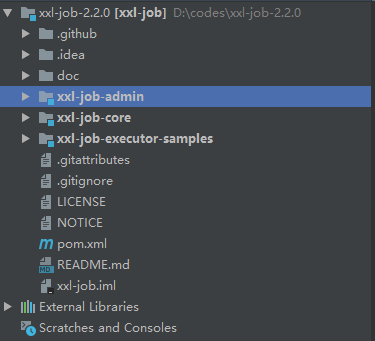 xxl-job-2.2.0 [xxl-job] D:\codes\xxl-job-2.2.0
.github
.idea
doc
xxl-job-admin
xxl-job-core
xxl-job-executor-samples
.gitattributes
.gitignore
LICENSE
NOTICE
pom.xml
README.md
xxl-job.iml
External Libraries
Scratches and Consoles